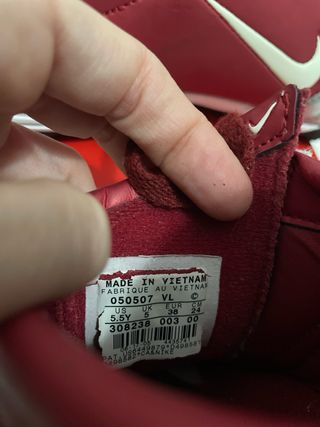 MADE IN VIETNAM
FABRIQUE AU VIETNAM
050507 VL ©
US UK EUR CM
5.5Y 5 38 24
308238 003 00